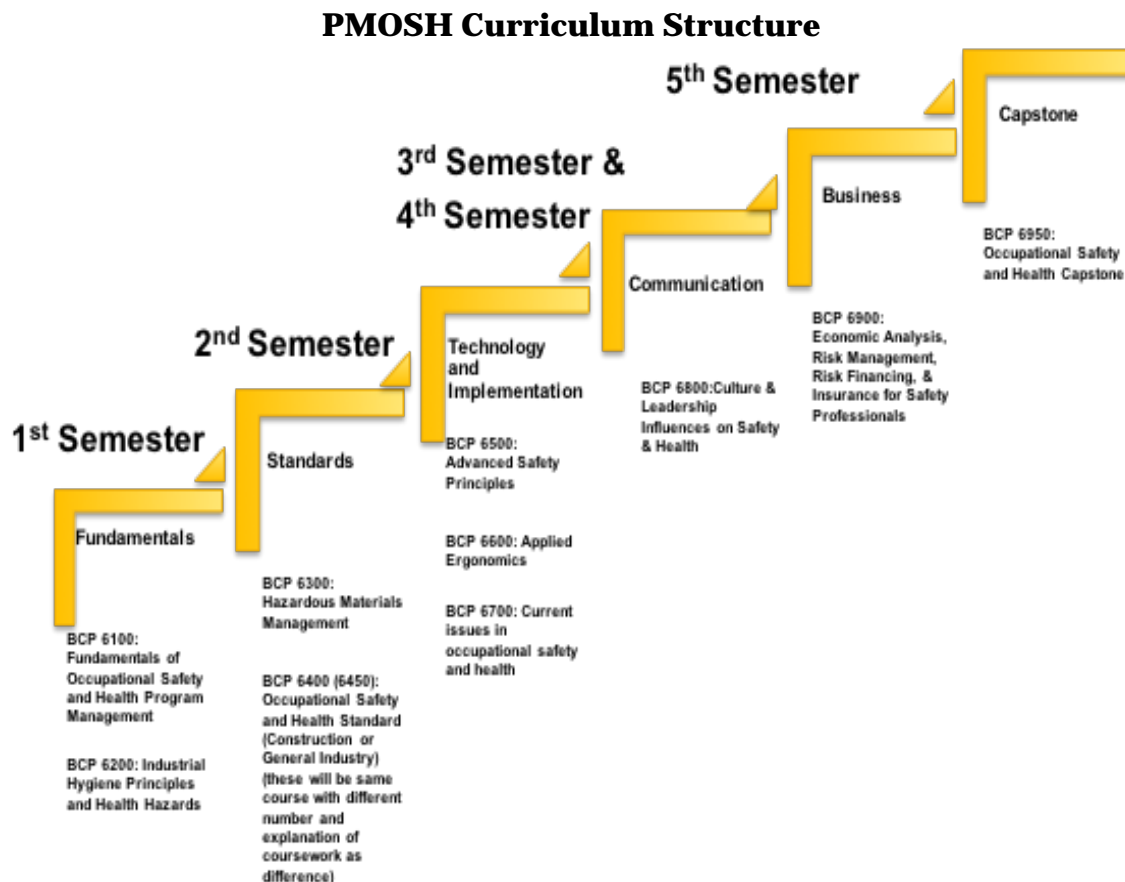 PMOSH Curriculum Structure
1st Semester
Fundamentals
BCP 6100:
Fundamentals of
Occupational Safety
and Health Program
Management
BCP 6200: Industrial
Hygiene Principles
and Health Hazards
2nd Semester
Standards
BCP 6300:
Hazardous Materials
Management
BCP 6400 (6450):
Occupational Safety
and Health Standard
(Construction or
General Industry)
(these will be same
course with different
number and
explanation of
coursework as
difference)
3rd Semester &
4th Semester
Technology
and
Implementation
BCP 6500:
Advanced Safety
Principles
BCP 6600: Applied
Ergonomics
BCP 6700: Current
issues in
occupational safety
and health
Communication
BCP 6800:Culture &
Leadership
Influences on Safety
& Health
5th Semester
Business
BCP 6900:
Economic Analysis,
Risk Management,
Risk Financing, &
Insurance for Safety
Professionals
Capstone
BCP 6950:
Occupational Safety
and Health Capstone